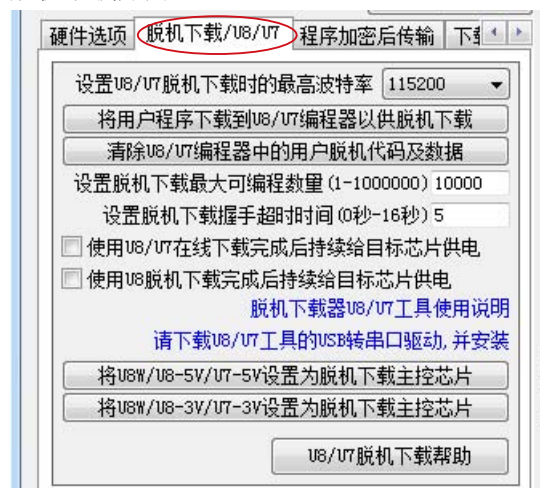 硬件选项 脱机下载/U8/U7 程序加密后传输 下
设置U8/U7脱机下载时的最高波特率 115200
将用户程序下载到U8/U7编程器以供脱机下载
清除U8/U7编程器中的用户脱机代码及数据
设置脱机下载最大可编程数量(1-1000000) 10000
设置脱机下载握手超时时间(0秒-16秒) 5
使用U8/U7在线下载完成后持续给目标芯片供电
使用U8脱机下载完成后持续给目标芯片供电
脱机下载器U8/U7工具使用说明
请下载U8/U7工具的USB转串口驱动,并安装
将U8W/U8-5V/U7-5V设置为脱机下载主控芯片
将U8W/U8-3V/U7-3V设置为脱机下载主控芯片
U8/U7脱机下载帮助